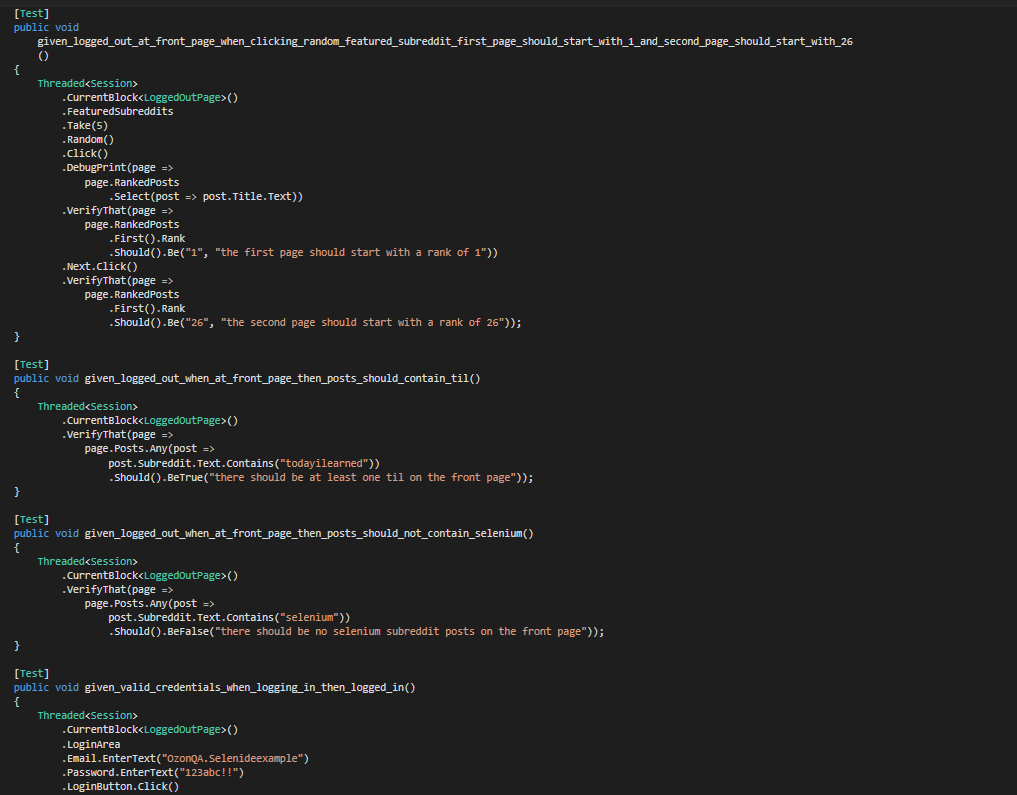 [Test]
public void
given_logged_out_at_front_page_when_clicking_random_featured_subreddit_first_page_should_start_with_1_and_second_page_should_start_with_26
()
{
Threaded<Session>
.CurrentBlock<LoggedOutPage>()
.FeaturedSubreddits
.Take(5)
.Random()
.Click()
.DebugPrint(page =>
page.RankedPosts
.Select(post => post.Title.Text))
.VerifyThat(page =>
page.RankedPosts
.First().Rank
.Should().Be("1", "the first page should start with a rank of 1"))
.Next.Click()
.VerifyThat(page =>
page.RankedPosts
.First().Rank
.Should().Be("26", "the second page should start with a rank of 26"));
}
[Test]
public void given_logged_out_when_at_front_page_then_posts_should_contain_til()
{
Threaded<Session>
.CurrentBlock<LoggedOutPage>()
.VerifyThat(page =>
page.Posts.Any(post =>
post.Subreddit.Text.Contains("todayilearned"))
.Should().BeTrue("there should be at least one til on the front page"));
}
[Test]
public void given_logged_out_when_at_front_page_then_posts_should_not_contain_selenium()
{
Threaded<Session>
.CurrentBlock<LoggedOutPage>()
.VerifyThat(page =>
page.Posts.Any(post =>
post.Subreddit.Text.Contains("selenium"))
.Should().BeFalse("there should be no selenium subreddit posts on the front page"));
}
[Test]
public void given_valid_credentials_when_logging_in_then_logged_in()
{
Threaded<Session>
.CurrentBlock<LoggedOutPage>()
.LoginArea
.Email.EnterText("OzonQA.Selenideexample")
.Password.EnterText("123abc!!")
.LoginButton.Click()